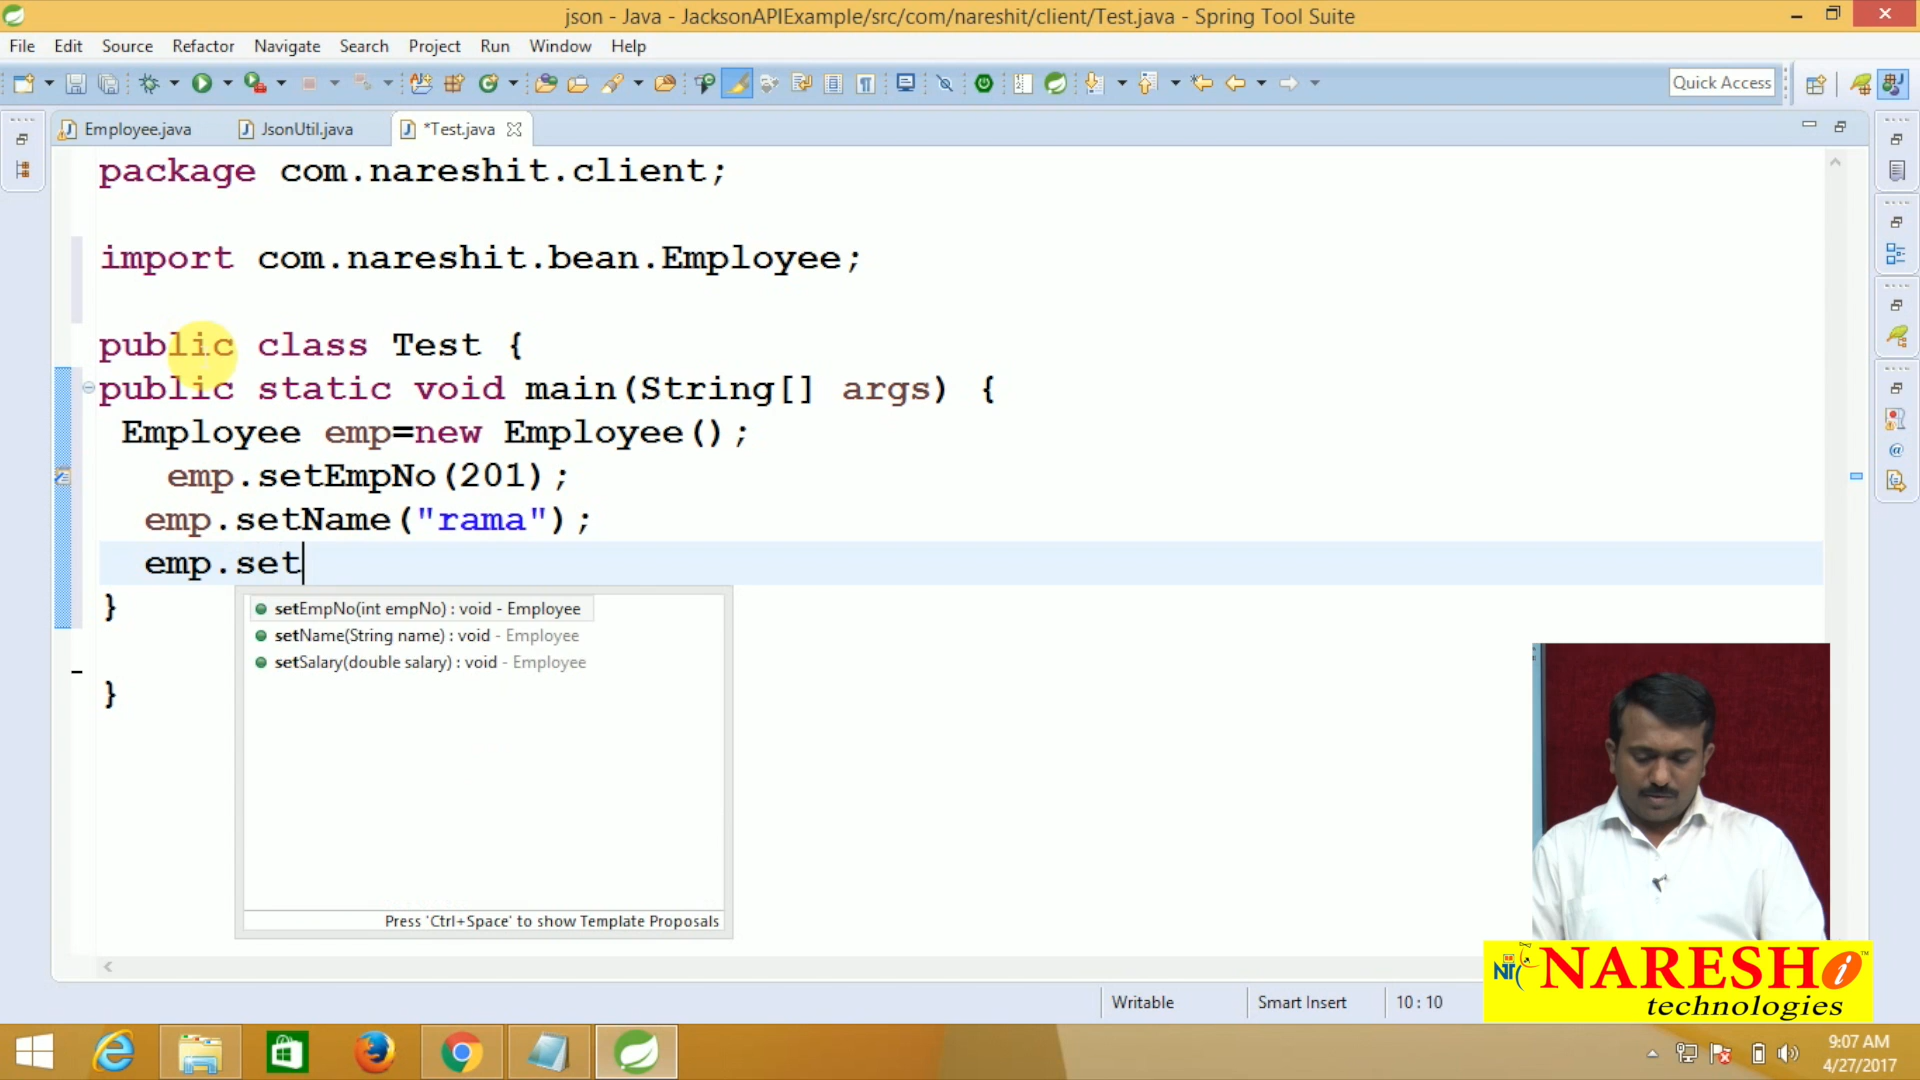 json - Java - JacksonAPIExample/src/com/nareshit/client/Test.java - Spring Tool Suite
File Edit Source Refactor Navigate Search Project Run Window Help
Quick Access
Employee.java JsonUtil.java *Test.java
package com.nareshit.client;
import com.nareshit.bean.Employee;
public class Test {
public static void main(String[] args) {
Employee emp=new Employee();
emp.setEmpNo(201);
emp.setName("rama");
emp.set
setEmpNo(int empNo) : void - Employee
}
setName(String name) : void - Employee
setSalary(double salary) : void - Employee
}
Press 'Ctrl+Space' to show Template Proposals
Writable Smart Insert 10 : 10
NARESH i
technologies
9:07 AM
4/27/2017